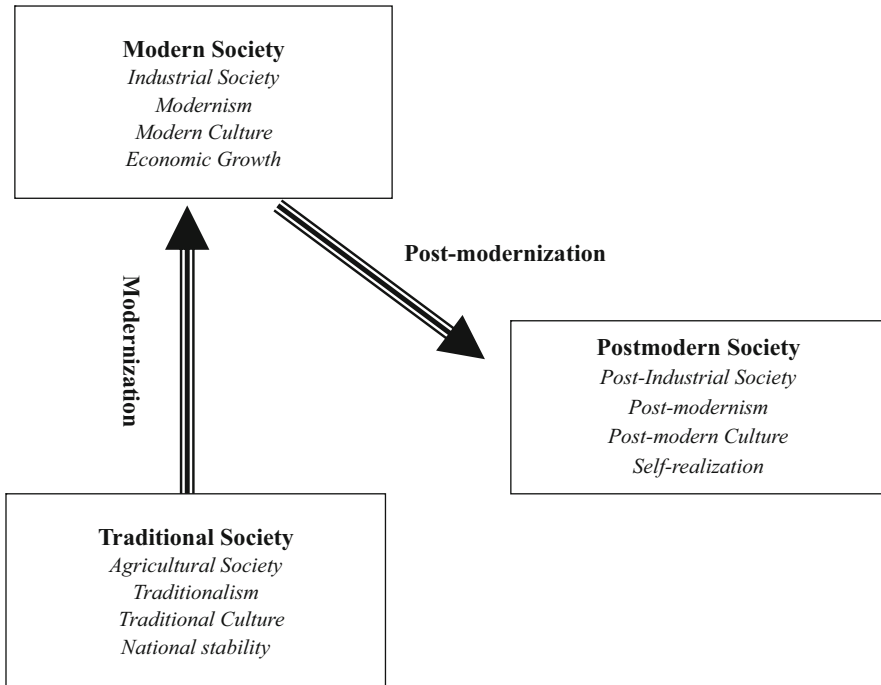 Modern Society
Industrial Society
Modernism
Modern Culture
Economic Growth
Post-modernization
Modernization
Postmodern Society
Post-Industrial Society
Post-modernism
Post-modern Culture
Self-realization
Traditional Society
Agricultural Society
Traditionalism
Traditional Culture
National stability